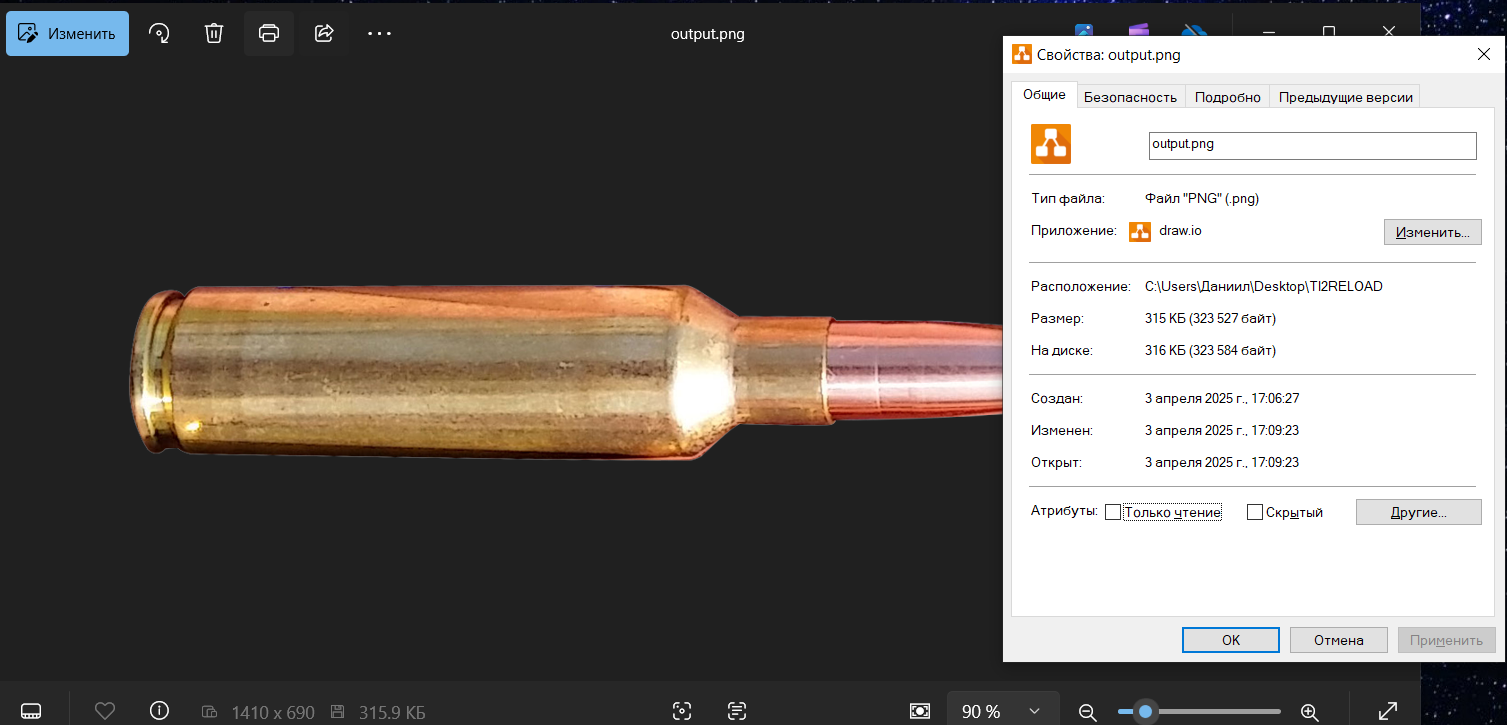 Изменить
output.png
Свойства: output.png
Общие
Безопасность
Подробно
Предыдущие версии
output.png
Тип файла: Файл "PNG" (.png)
Приложение: draw.io
Изменить...
Расположение: C:\Users\Даниил\Desktop\TI2RELOAD
Размер: 315 КБ (323 527 байт)
На диске: 316 КБ (323 584 байт)
Создан: 3 апреля 2025 г., 17:06:27
Изменен: 3 апреля 2025 г., 17:09:23
Открыт: 3 апреля 2025 г., 17:09:23
Атрибуты: Только чтение Скрытый Другие...
OK Отмена Применить
1410 x 690 315.9 КБ 90 %